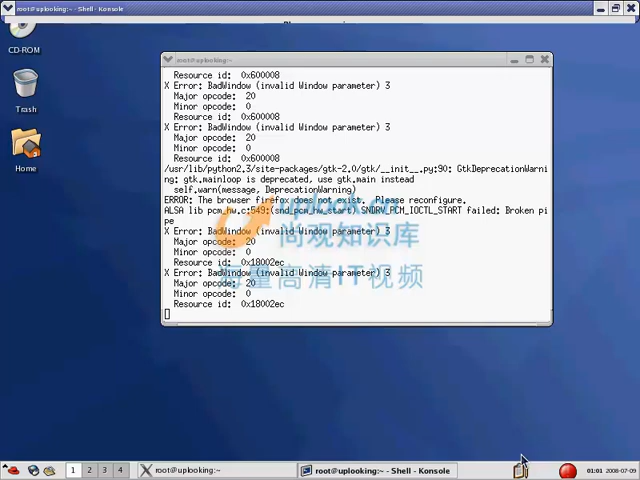 root@uplooking:~ - Shell - Konsole
CD-ROM
Trash
Home
root@uplooking:~
Resource id:  0x600008
X Error: BadWindow (invalid Window parameter) 3
Major opcode:  20
Minor opcode:  0
Resource id:  0x600008
X Error: BadWindow (invalid Window parameter) 3
Major opcode:  20
Minor opcode:  0
Resource id:  0x600008
/usr/lib/python2.3/site-packages/gtk-2.0/gtk/__init__.py:90: GtkDeprecationWarni
ng: gtk.mainloop is deprecated, use gtk.main instead
self.warn(message, DeprecationWarning)
ERROR: The browser firefox does not exist.  Please reconfigure.
ALSA lib pcm_hw.c:549:(snd_pcm_hw_start) SNDRV_PCM_IOCTL_START failed: Broken pi
pe
X Error: BadWindow (invalid Window parameter) 3
Major opcode:  20
Minor opcode:  0
Resource id:  0x18002ec
X Error: BadWindow (invalid Window parameter) 3
Major opcode:  20
Minor opcode:  0
Resource id:  0x18002ec
uplook.cn
尚观知识库
海量高清IT视频
1 2 3 4
root@uplooking:~
root@uplooking:~ - Shell - Konsole
01:01 2008-07-09